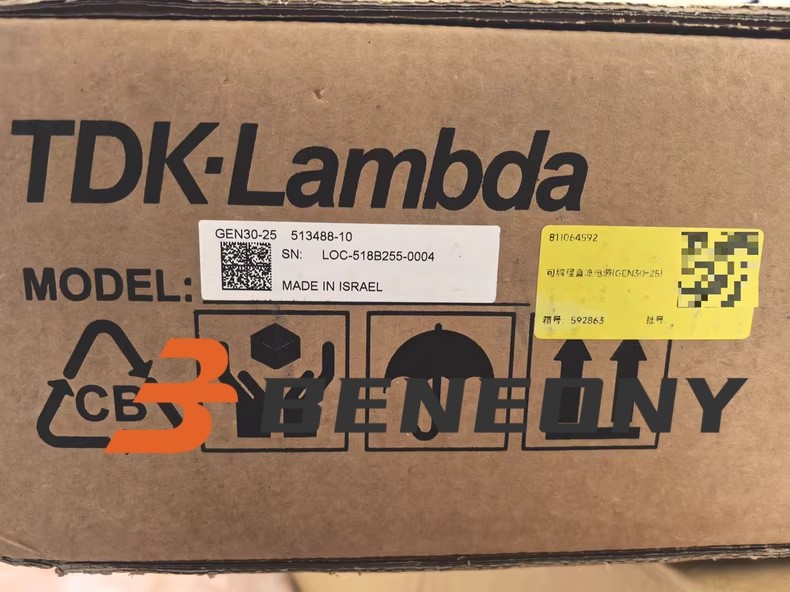 TDK·Lambda
GEN30-25 513488-10
SN: LOC-518B255-0004
MADE IN ISRAEL
MODEL:
811064592
可编程直流电源(GEN30-25)
箱号: 592863 批号
CB
BENEONY